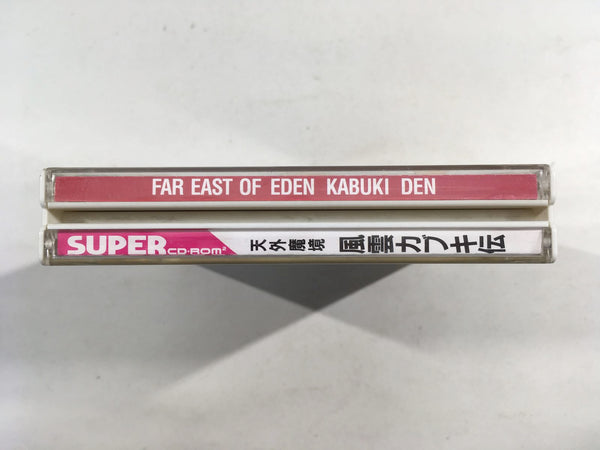 FAR EAST OF EDEN KABUKI DEN
SUPER CD-ROM² 天外魔境 風雲カブキ伝